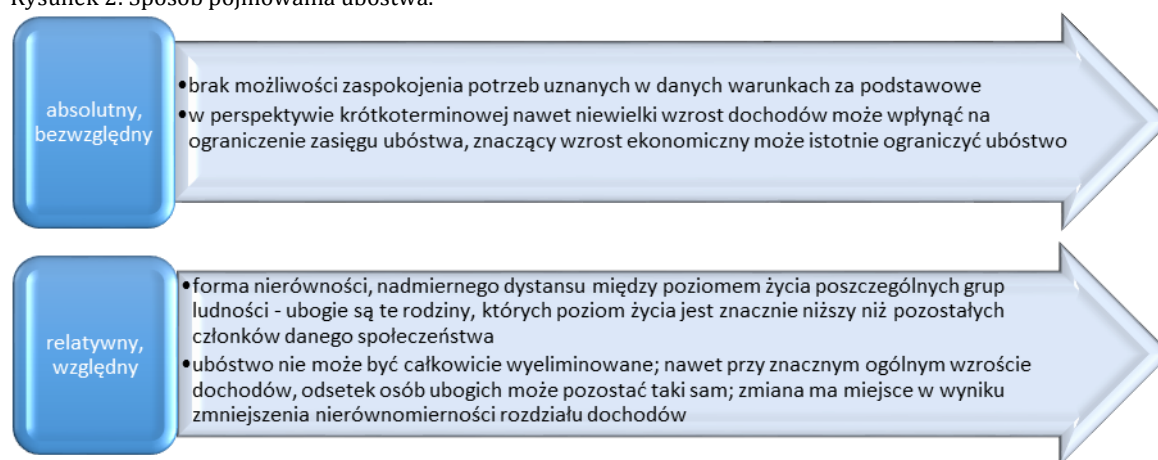 Rysunek 2. Sposób pojmowania ubóstwa.
absolutny,
bezwzględny
•brak możliwości zaspokojenia potrzeb uznanych w danych warunkach za podstawowe
•w perspektywie krótkoterminowej nawet niewielki wzrost dochodów może wpłynąć na
ograniczenie zasięgu ubóstwa, znaczący wzrost ekonomiczny może istotnie ograniczyć ubóstwo
relatywny,
względny
•forma nierówności, nadmiernego dystansu między poziomem życia poszczególnych grup
ludności - ubogie są te rodziny, których poziom życia jest znacznie niższy niż pozostałych
członków danego społeczeństwa
•ubóstwo nie może być całkowicie wyeliminowane; nawet przy znacznym ogólnym wzroście
dochodów, odsetek osób ubogich może pozostać taki sam; zmiana ma miejsce w wyniku
zmniejszenia nierównomierności rozdziału dochodów